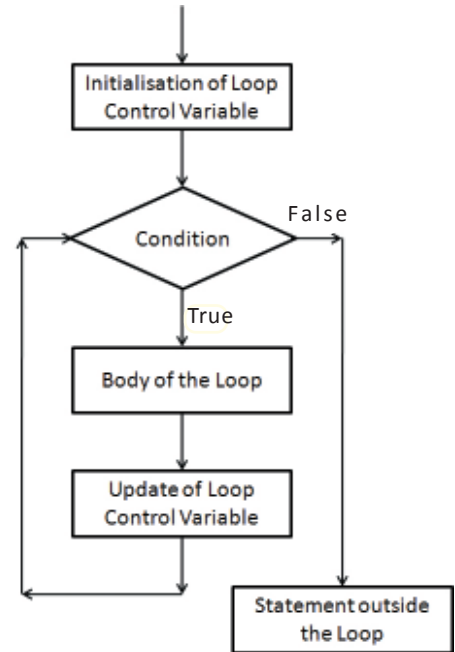 Initialisation of Loop
Control Variable
False
Condition
True
Body of the Loop
Update of Loop
Control Variable
Statement outside
the Loop